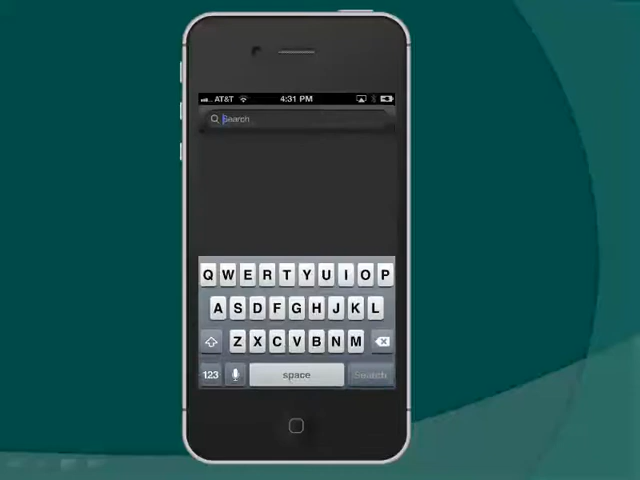 AT&T 4:31 PM
Search
Q W E R T Y U I O P
A S D F G H J K L
Z X C V B N M
123 space Search